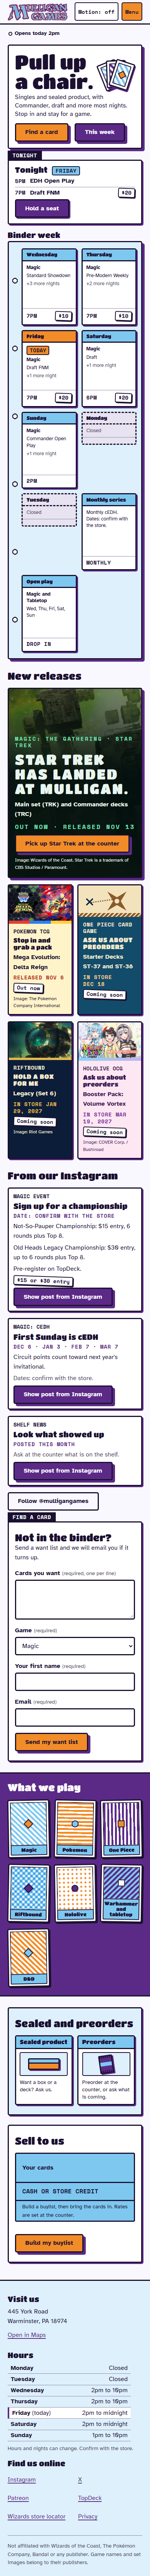 MULLIGAN
GAMES
Motion: off
Menu
Opens today 2pm
Pull up
a chair.
Singles and sealed product, with
Commander, draft and more most nights.
Stop in and stay for a game.
Find a card
This week
TONIGHT
Tonight FRIDAY
5PM EDH Open Play
7PM Draft FNM $20
Hold a seat
Binder week
Wednesday
Magic
Standard Showdown
+3 more nights
7PM $10
Thursday
Magic
Pre-Modern Weekly
+2 more nights
7PM $10
Friday
TODAY
Magic
Draft FNM
+1 more night
7PM $20
Saturday
Magic
Draft
+1 more night
6PM $20
Sunday
Magic
Commander Open
Play
+1 more night
2PM
Monday
Closed
Tuesday
Closed
Monthly series
Monthly cEDH.
Dates: confirm with
the store.
MONTHLY
Open play
Magic and
Tabletop
Wed, Thu, Fri, Sat,
Sun
DROP IN
New releases
MAGIC: THE GATHERING · STAR
TREK
STAR TREK
HAS LANDED
AT MULLIGAN.
Main set (TRK) and Commander decks
(TRC)
OUT NOW · RELEASED NOV 13
Pick up Star Trek at the counter
Image: Wizards of the Coast. Star Trek is a trademark of
CBS Studios / Paramount.
POKEMON TCG
Stop in and
grab a pack
Mega Evolution:
Delta Reign
RELEASED NOV 6
Out now
Image: The Pokemon
Company International
ONE PIECE CARD
GAME
ASK US ABOUT
PREORDERS
Starter Decks
ST-37 and ST-38
IN STORE
DEC 18
Coming soon
RIFTBOUND
HOLD A BOX
FOR ME
Legacy (Set 6)
IN STORE JAN
29, 2027
Coming soon
Image: Riot Games
HOLOLIVE OCG
Ask us about
preorders
Booster Pack:
Volume Vortex
IN STORE MAR
19, 2027
Coming soon
Image: COVER Corp. /
Bushiroad
From our Instagram
MAGIC EVENT
Sign up for a championship
DATE: CONFIRM WITH THE STORE
Not-So-Pauper Championship: $15 entry, 6
rounds plus Top 8.
Old Heads Legacy Championship: $30 entry,
up to 6 rounds plus Top 8.
Pre-register on TopDeck.
$15 or $30 entry
Show post from Instagram
MAGIC: CEDH
First Sunday is cEDH
DEC 6 · JAN 3 · FEB 7 · MAR 7
Circuit points count toward next year's
invitational.
Dates: confirm with the store.
Show post from Instagram
SHELF NEWS
Look what showed up
POSTED THIS MONTH
Ask at the counter what is on the shelf.
Show post from Instagram
Follow @mulligangames
FIND A CARD
Not in the binder?
Send a want list and we will email you if it
turns up.
Cards you want (required, one per line)
Game (required)
Magic
Your first name (required)
Email (required)
Send my want list
What we play
Magic
Pokemon
One Piece
Riftbound
Hololive
Warhammer
and
tabletop
D&D
Sealed and preorders
Sealed product
Want a box or a
deck? Ask us.
Preorders
Preorder at the
counter, or ask what
is coming.
Sell to us
Your cards
CASH OR STORE CREDIT
Build a buylist, then bring the cards in. Rates
are set at the counter.
Build my buylist
Visit us
445 York Road
Warminster, PA 18974
Open in Maps
Hours
Monday Closed
Tuesday Closed
Wednesday 2pm to 10pm
Thursday 2pm to 10pm
Friday (today) 2pm to midnight
Saturday 2pm to midnight
Sunday 1pm to 10pm
Hours and nights can change. Confirm with the store.
Find us online
Instagram
X
Patreon
TopDeck
Wizards store locator
Privacy
Not affiliated with Wizards of the Coast, The Pokemon
Company, Bandai or any publisher. Game names and set
images belong to their publishers.